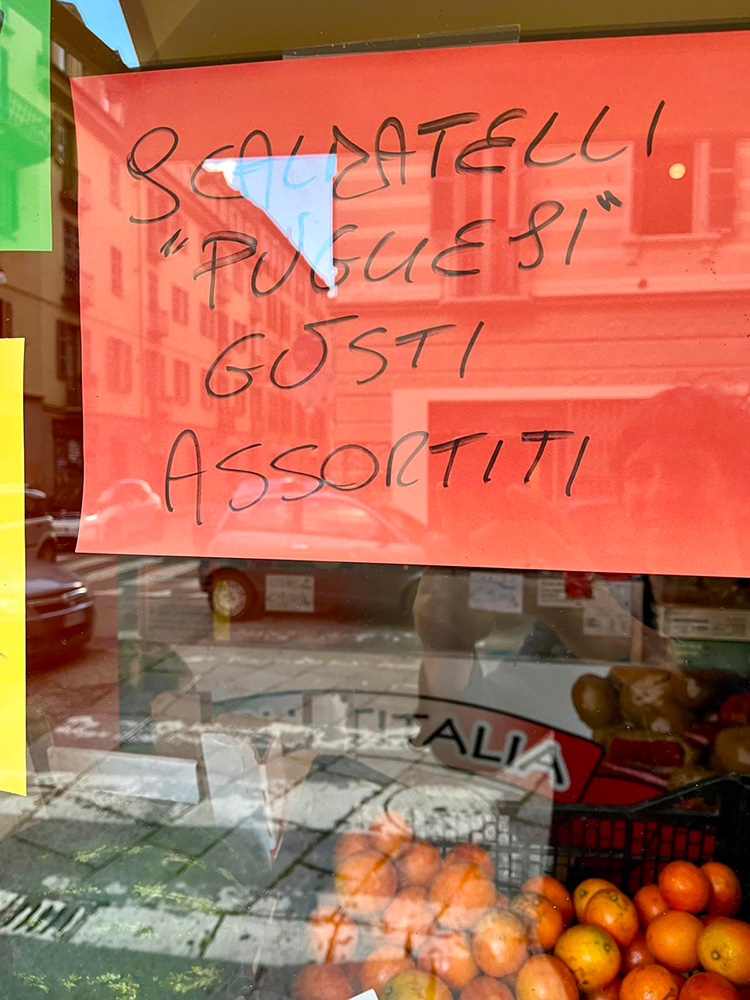 SCALDATELLI
"PUGLIESI"
GUSTI
ASSORTITI
ITALIA